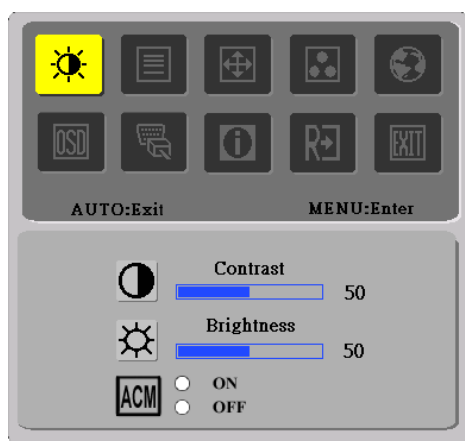 OSD
R
EXIT
AUTO:Exit MENU:Enter
Contrast
50
Brightness
50
ACM ON
OFF